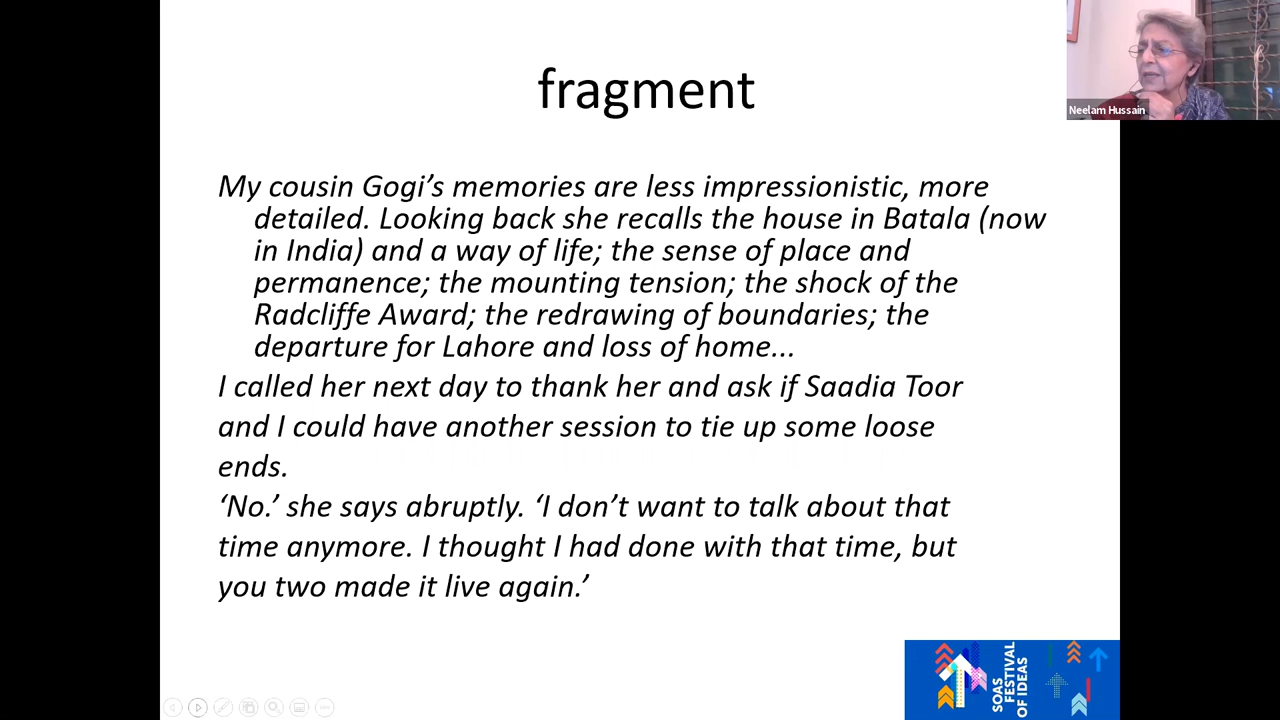 fragment
Neelam Hussain
My cousin Gogi’s memories are less impressionistic, more
detailed. Looking back she recalls the house in Batala (now
in India) and a way of life; the sense of place and
permanence; the mounting tension; the shock of the
Radcliffe Award; the redrawing of boundaries; the
departure for Lahore and loss of home...
I called her next day to thank her and ask if Saadia Toor
and I could have another session to tie up some loose
ends.
‘No.’ she says abruptly. ‘I don’t want to talk about that
time anymore. I thought I had done with that time, but
you two made it live again.’
SOAS
FESTIVAL
OF IDEAS